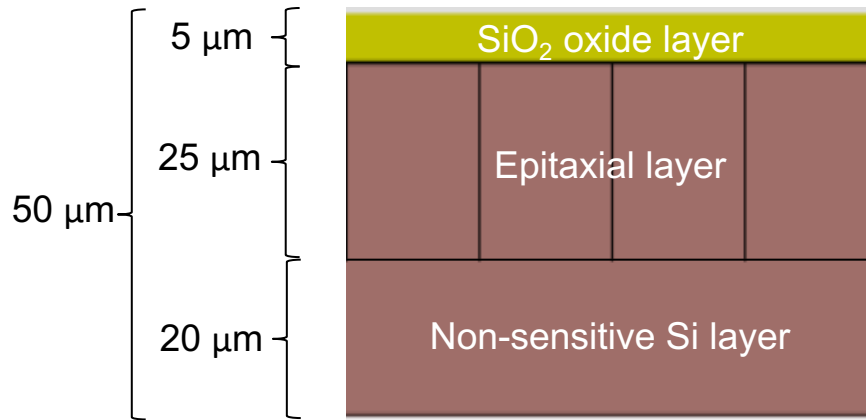 5 μm
SiO₂ oxide layer
25 μm
Epitaxial layer
50 μm
20 μm
Non-sensitive Si layer